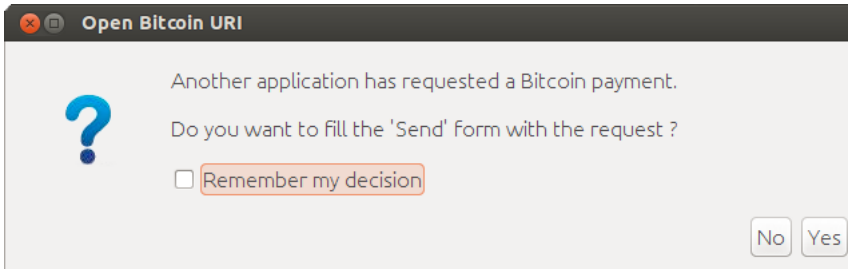 Open Bitcoin URI
Another application has requested a Bitcoin payment.
Do you want to fill the 'Send' form with the request ?
Remember my decision
No Yes